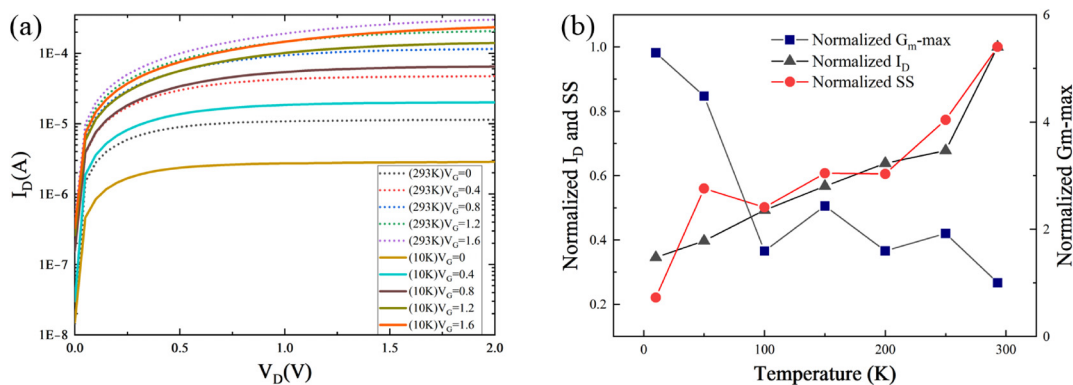 (a)
I_D(A)
1E-4
1E-5
1E-6
1E-7
1E-8
0.0 0.5 1.0 1.5 2.0
V_D(V)
(293K)V_G=0
(293K)V_G=0.4
(293K)V_G=0.8
(293K)V_G=1.2
(293K)V_G=1.6
(10K)V_G=0
(10K)V_G=0.4
(10K)V_G=0.8
(10K)V_G=1.2
(10K)V_G=1.6
(b)
Normalized I_D and SS
1.0
0.8
0.6
0.4
0.2
Normalized G_m-max
Normalized I_D
Normalized SS
0 100 200 300
Temperature (K)
6
4
2
0
Normalized Gm-max